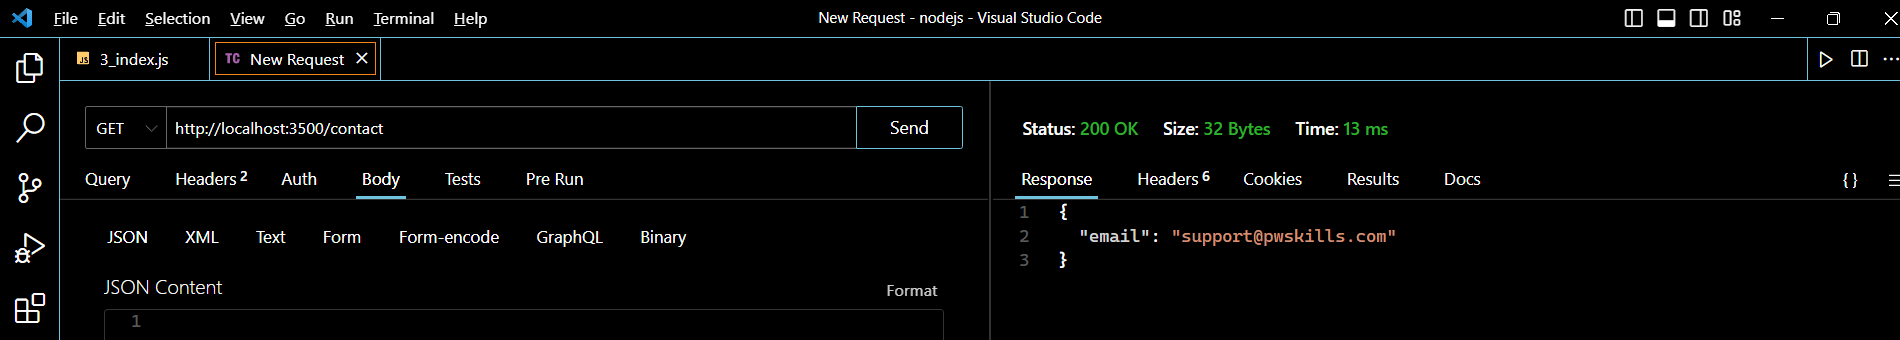 File Edit Selection View Go Run Terminal Help New Request - nodejs - Visual Studio Code
JS 3_index.js TC New Request
GET http://localhost:3500/contact Send
Status: 200 OK Size: 32 Bytes Time: 13 ms
Query Headers 2 Auth Body Tests Pre Run
Response Headers 6 Cookies Results Docs {}
JSON XML Text Form Form-encode GraphQL Binary
JSON Content Format
1
1 {
2 "email": "support@pwskills.com"
3 }